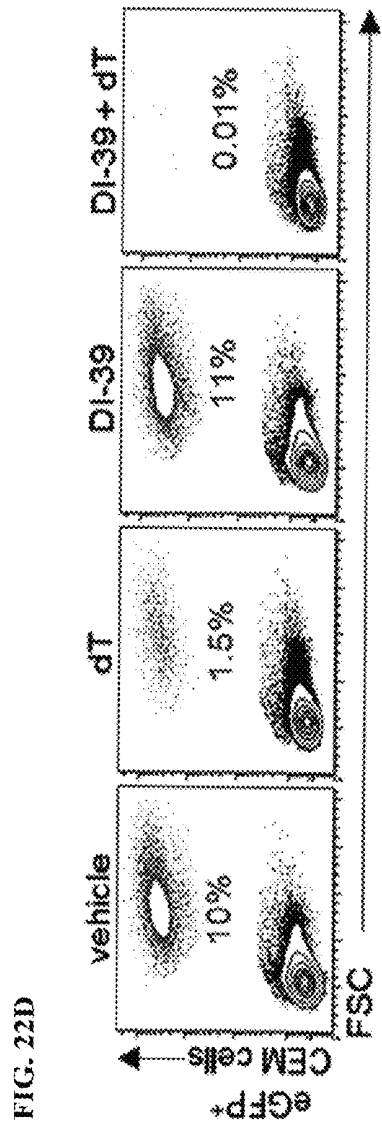 FIG. 22D
vehicle
dT
DI-39
DI-39 + dT
10%
1.5%
11%
0.01%
eGFP+
CEM cells
FSC